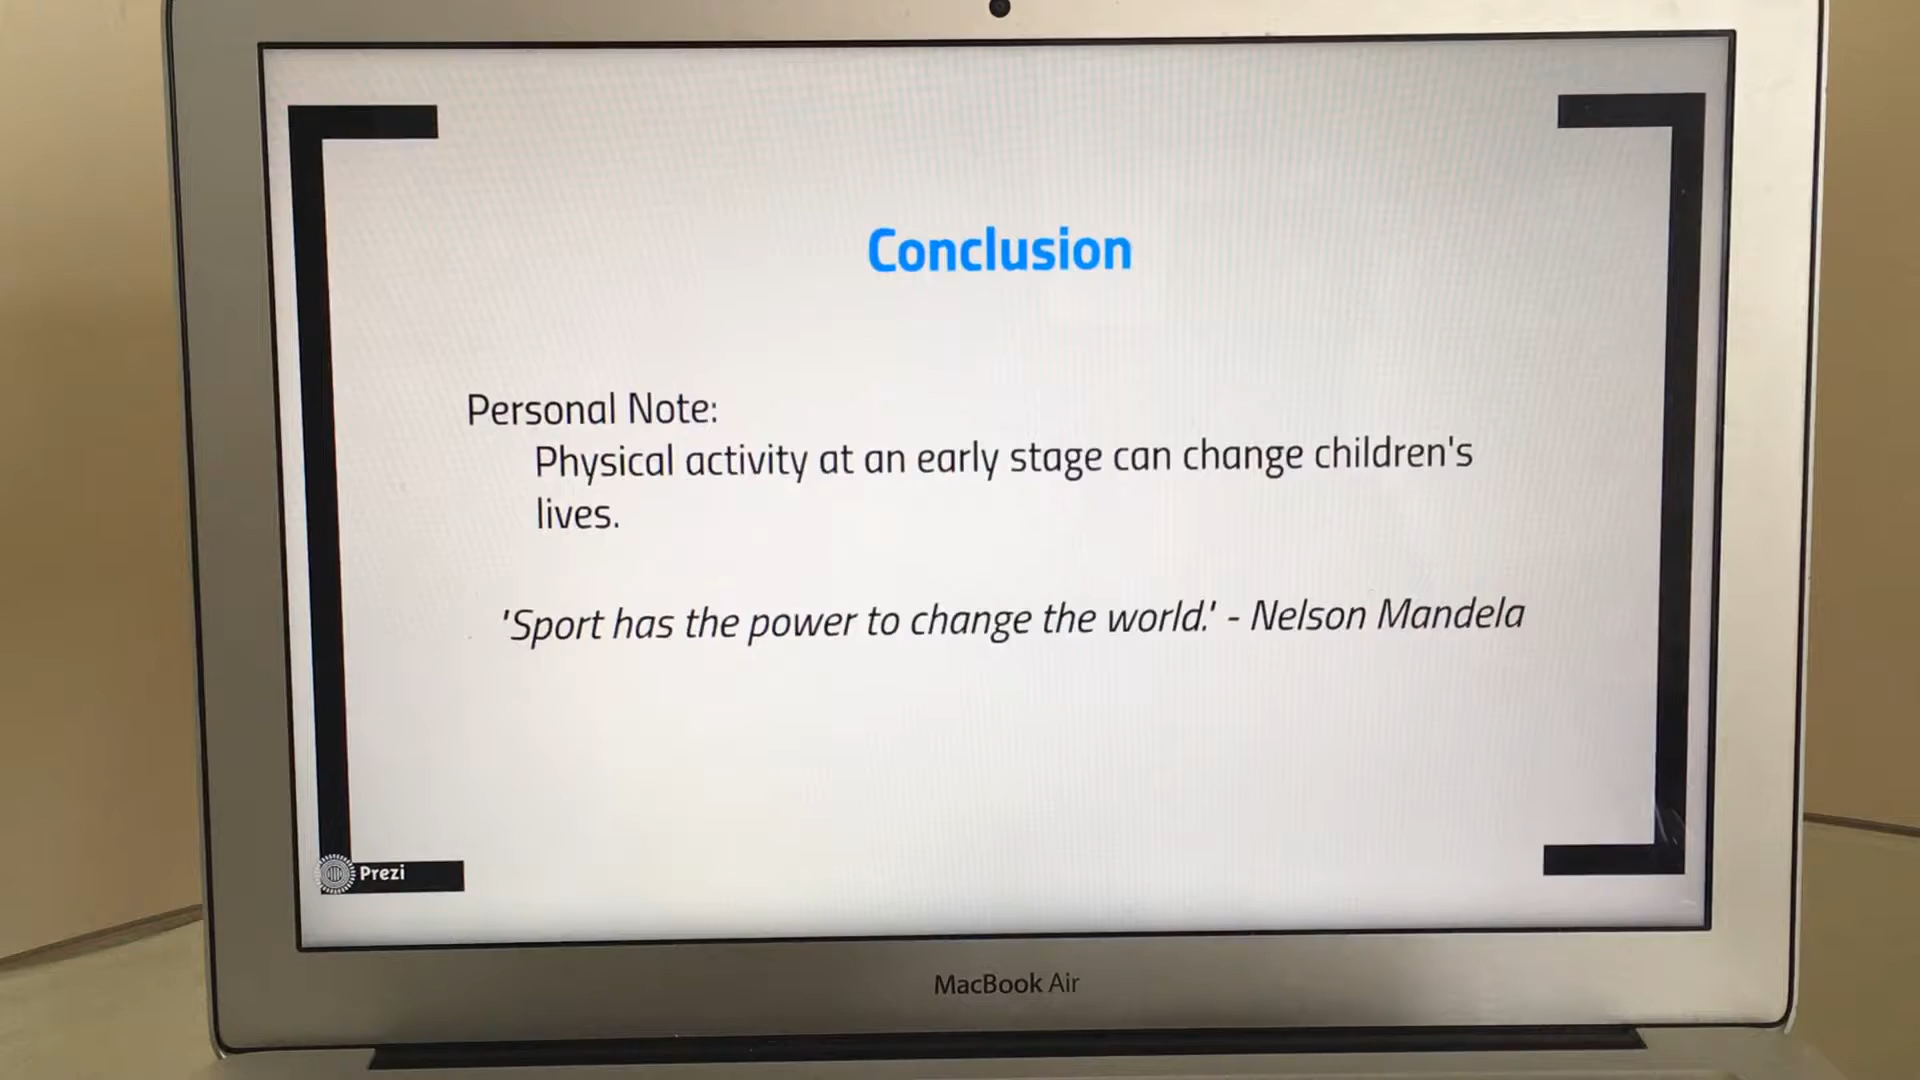 Conclusion
Personal Note:
Physical activity at an early stage can change children's
lives.
'Sport has the power to change the world.' - Nelson Mandela
Prezi
MacBook Air